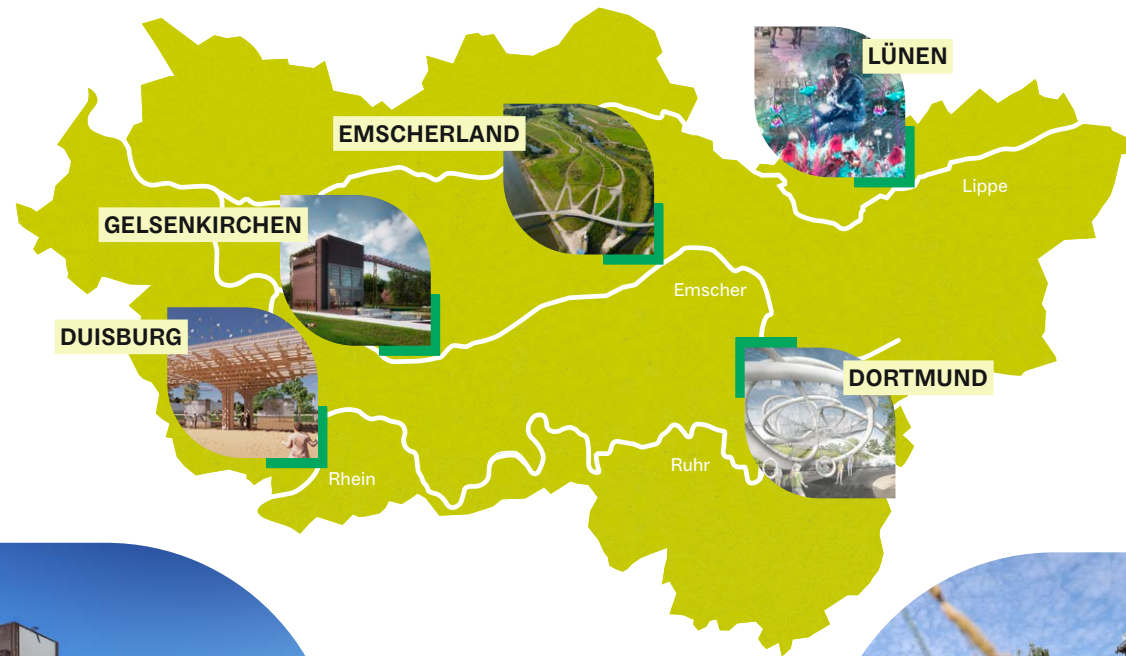 LÜNEN
EMSCHERLAND
Lippe
GELSENKIRCHEN
Emscher
DUISBURG
DORTMUND
Ruhr
Rhein